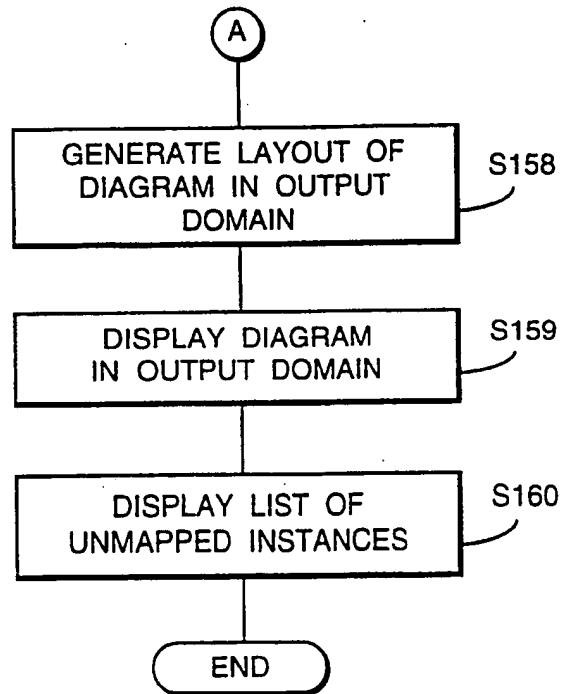 A
GENERATE LAYOUT OF
DIAGRAM IN OUTPUT
DOMAIN
S158
DISPLAY DIAGRAM
IN OUTPUT DOMAIN
S159
DISPLAY LIST OF
UNMAPPED INSTANCES
S160
END